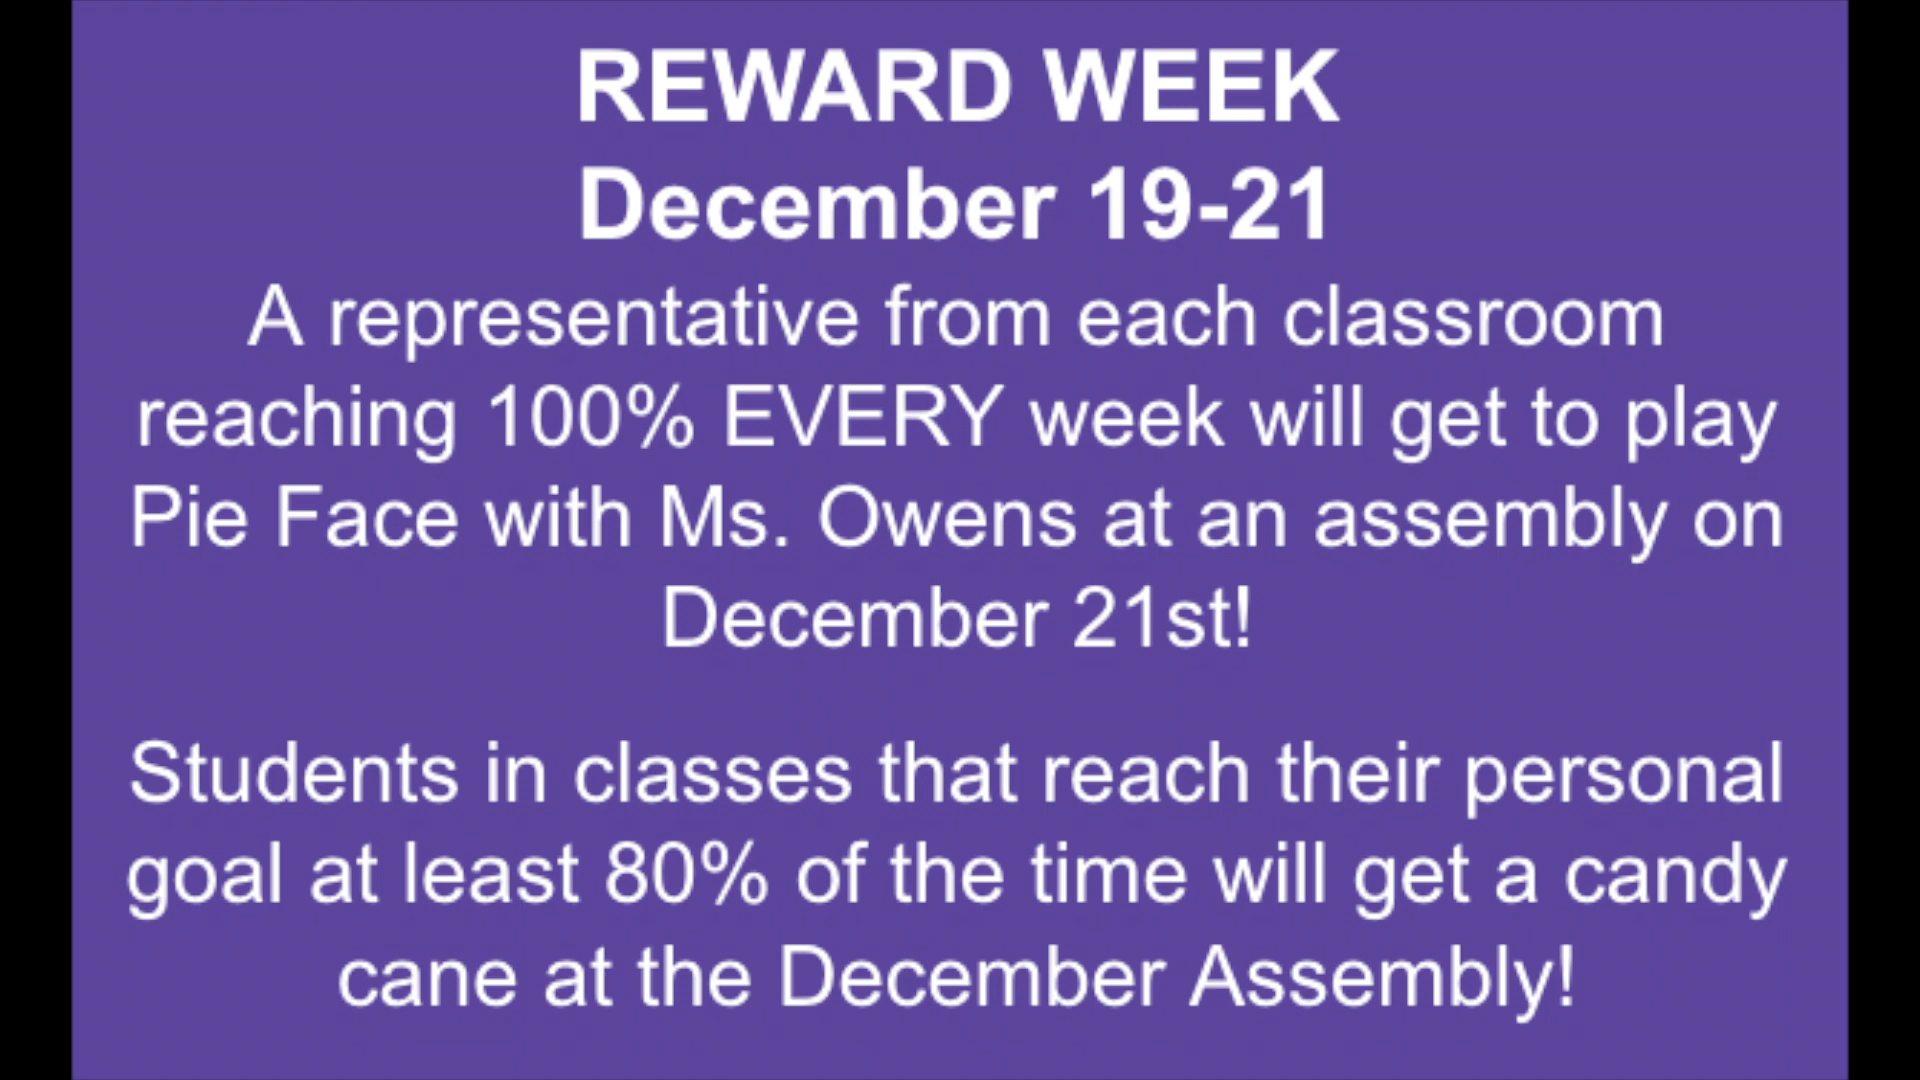 REWARD WEEK
December 19-21
A representative from each classroom
reaching 100% EVERY week will get to play
Pie Face with Ms. Owens at an assembly on
December 21st!
Students in classes that reach their personal
goal at least 80% of the time will get a candy
cane at the December Assembly!